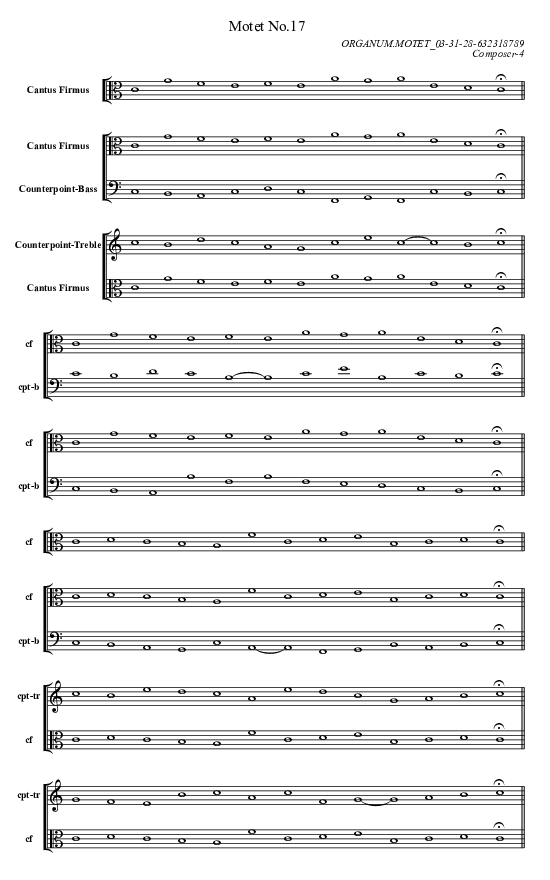 Motet No.17
ORGANUM.MOTET_03-31-28-632318789
Composer-4
Cantus Firmus
Cantus Firmus
Counterpoint-Bass
Counterpoint-Treble
Cantus Firmus
cf
cpt-b
cf
cpt-b
cf
cf
cpt-b
cpt-tr
cf
cpt-tr
cf